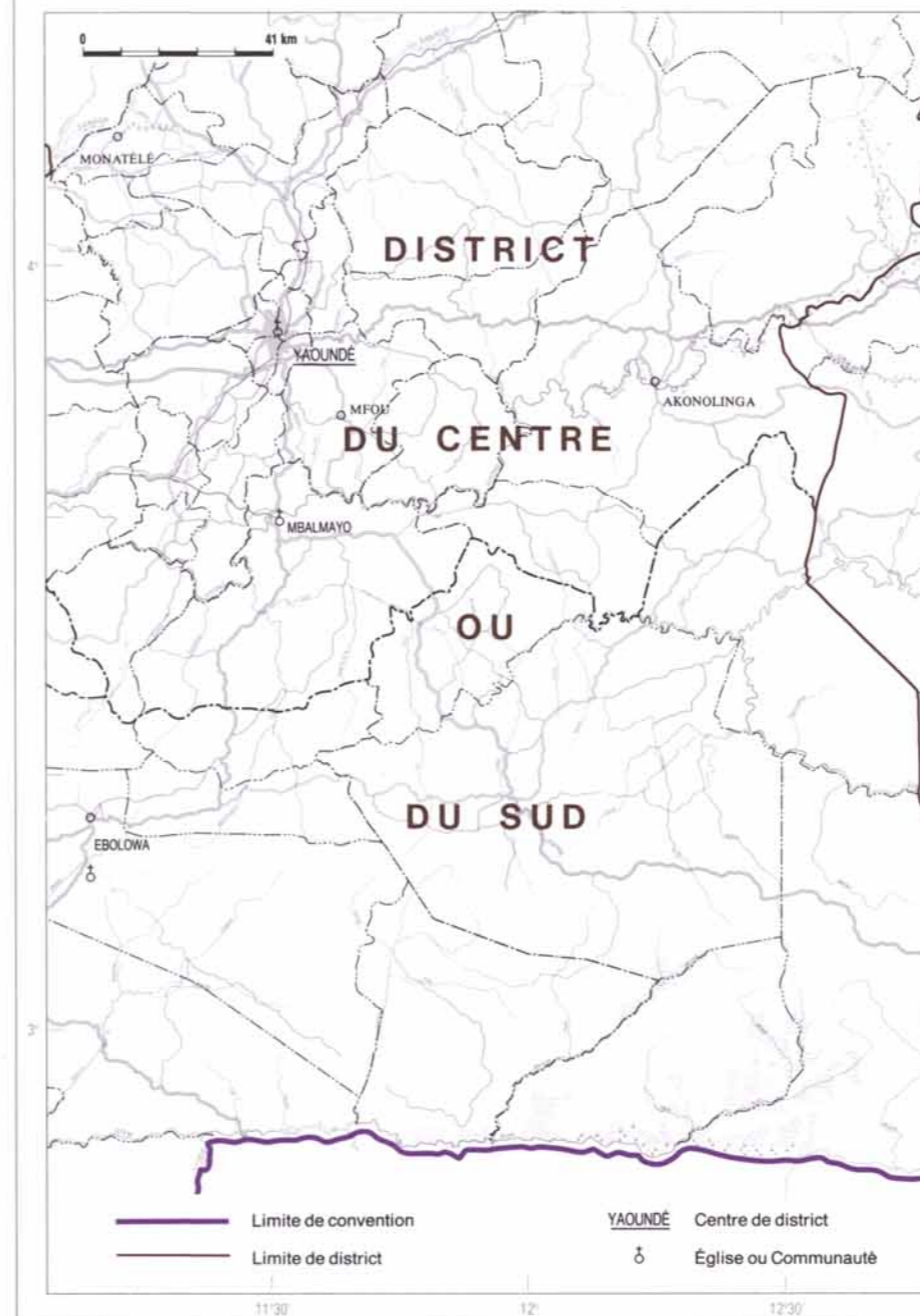 0 41 km
MONATÉLÉ
DISTRICT
4°
YAOUNDÉ
AKONOLINGA
MFOU
DU CENTRE
MBALMAYO
OU
DU SUD
EBOLOWA
3°
Limite de convention
YAOUNDÉ Centre de district
Limite de district
Église ou Communauté
11°30'
12°
12°30'